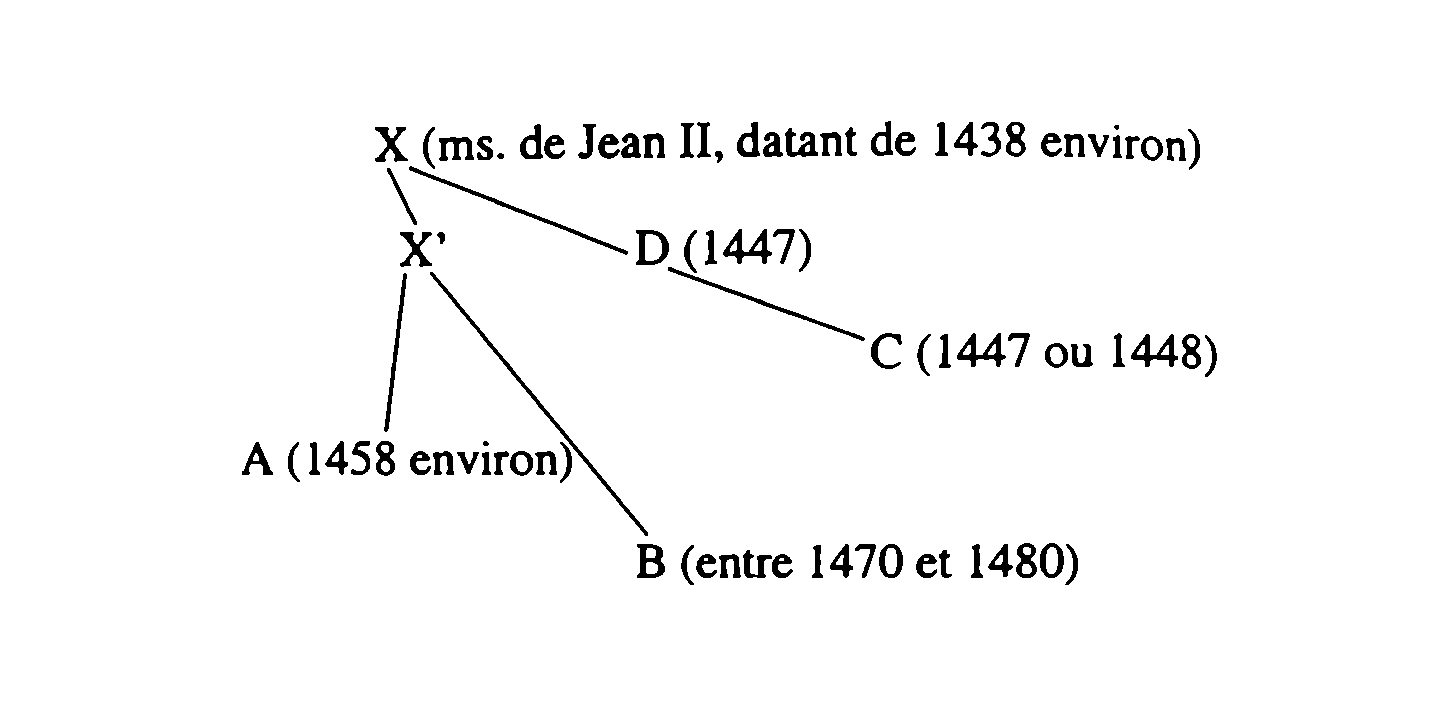 X (ms. de Jean II, datant de 1438 environ)
X’ D (1447)
C (1447 ou 1448)
A (1458 environ)
B (entre 1470 et 1480)